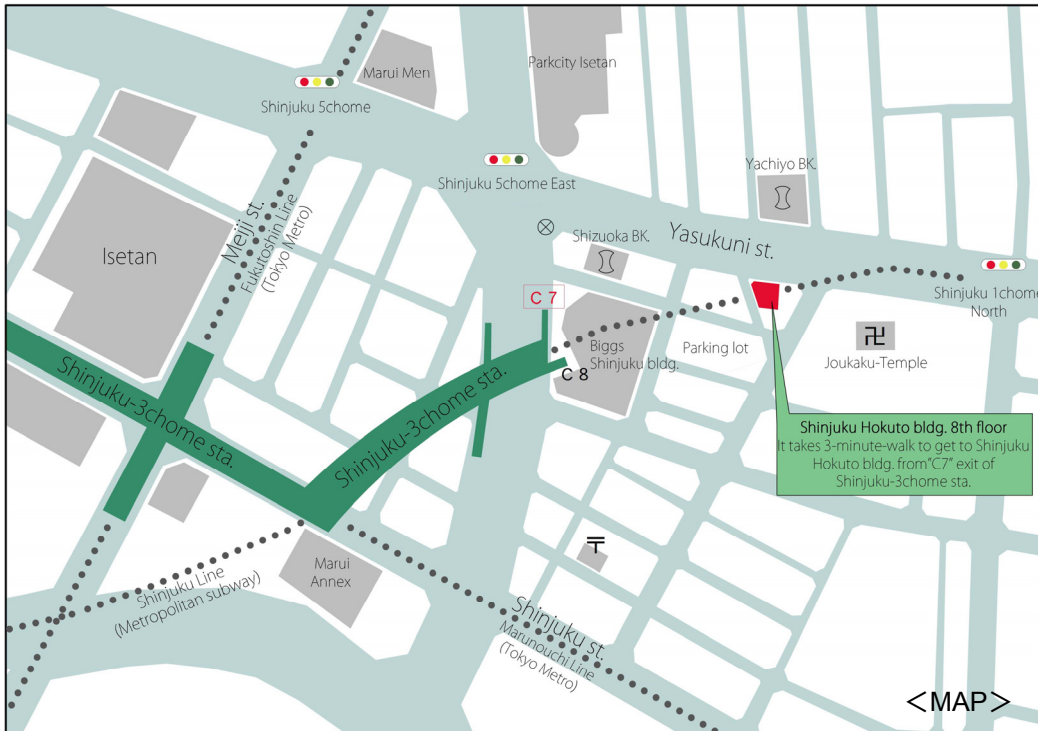 Marui Men
Parkcity Isetan
Shinjuku 5chome
Shinjuku 5chome East
Yachiyo BK.
Meiji st.
Fukutoshin Line
(Tokyo Metro)
Isetan
Shizuoka BK.
Yasukuni st.
Shinjuku 1chome
North
C 7
C 8
Biggs
Shinjuku bldg.
Parking lot
卍
Joukaku-Temple
Shinjuku-3chome sta.
Shinjuku-3chome sta.
Shinjuku Hokuto bldg. 8th floor
It takes 3-minute-walk to get to Shinjuku
Hokuto bldg. from"C7" exit of
Shinjuku-3chome sta.
〒
Marui
Annex
Shinjuku Line
(Metropolitan subway)
Shinjuku st.
Marunouchi Line
(Tokyo Metro)
<MAP>